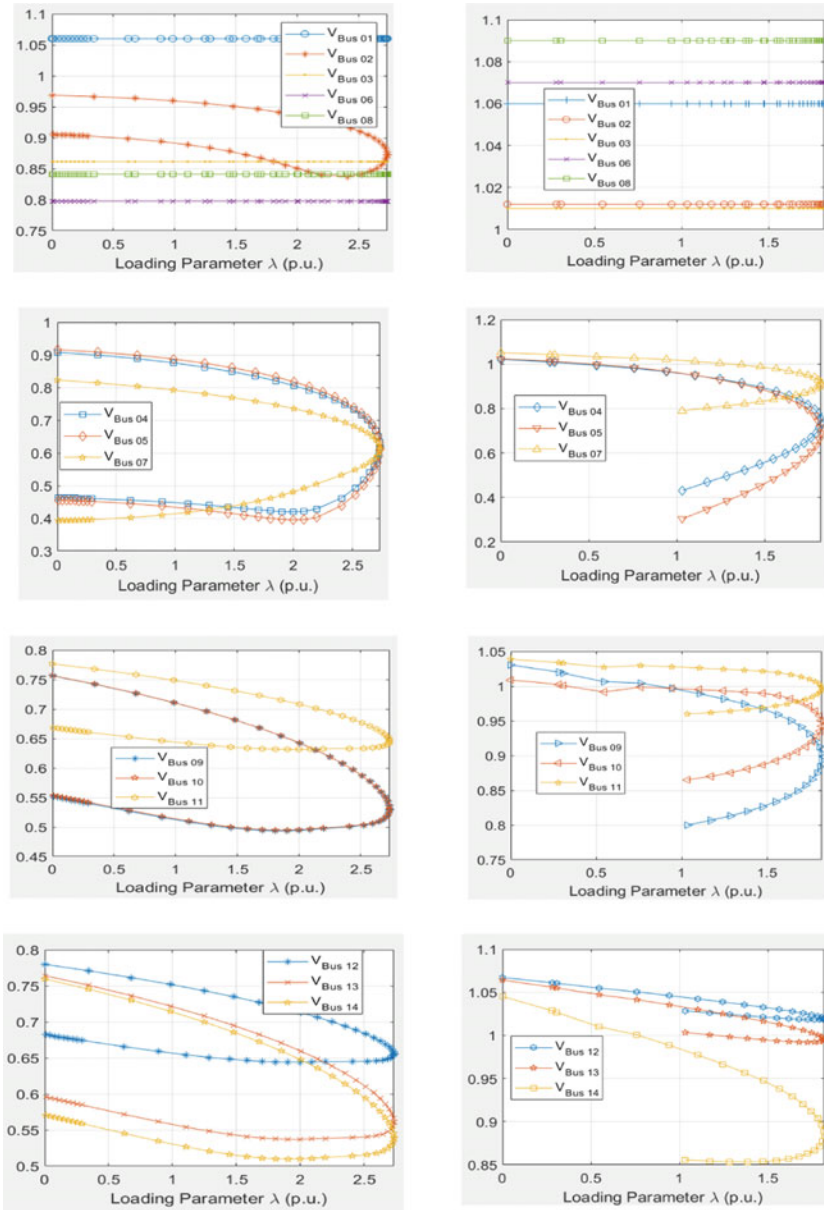 1.1
1.05
1
0.95
0.9
0.85
0.8
0.75
V Bus 01
V Bus 02
V Bus 03
V Bus 06
V Bus 08
0 0.5 1 1.5 2 2.5
Loading Parameter λ (p.u.)
1.1
1.08
1.06
1.04
1.02
1
V Bus 01
V Bus 02
V Bus 03
V Bus 06
V Bus 08
0 0.5 1 1.5
Loading Parameter λ (p.u.)
1
0.9
0.8
0.7
0.6
0.5
0.4
0.3
V Bus 04
V Bus 05
V Bus 07
0 0.5 1 1.5 2 2.5
Loading Parameter λ (p.u.)
1.2
1
0.8
0.6
0.4
0.2
V Bus 04
V Bus 05
V Bus 07
0 0.5 1 1.5
Loading Parameter λ (p.u.)
0.8
0.75
0.7
0.65
0.6
0.55
0.5
0.45
V Bus 09
V Bus 10
V Bus 11
0 0.5 1 1.5 2 2.5
Loading Parameter λ (p.u.)
1.05
1
0.95
0.9
0.85
0.8
0.75
V Bus 09
V Bus 10
V Bus 11
0 0.5 1 1.5
Loading Parameter λ (p.u.)
0.8
0.75
0.7
0.65
0.6
0.55
0.5
V Bus 12
V Bus 13
V Bus 14
0 0.5 1 1.5 2 2.5
Loading Parameter λ (p.u.)
1.1
1.05
1
0.95
0.9
0.85
V Bus 12
V Bus 13
V Bus 14
0 0.5 1 1.5
Loading Parameter λ (p.u.)